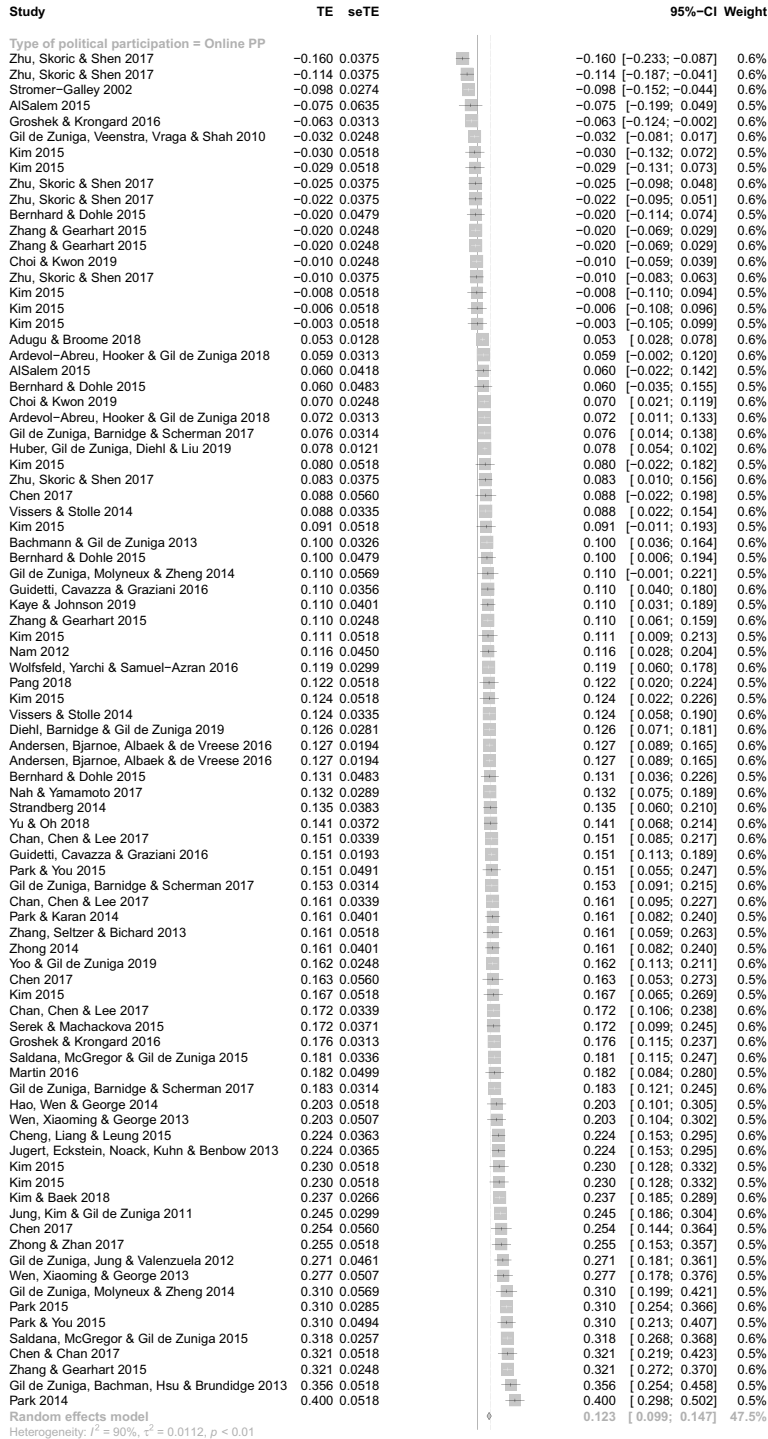 Study TE seTE 95%−CI Weight
Type of political participation = Online PP
Zhu, Skoric & Shen 2017 −0.160 0.0375 −0.160 [−0.233; −0.087] 0.6%
Zhu, Skoric & Shen 2017 −0.114 0.0375 −0.114 [−0.187; −0.041] 0.6%
Stromer−Galley 2002 −0.098 0.0274 −0.098 [−0.152; −0.044] 0.6%
AlSalem 2015 −0.075 0.0635 −0.075 [−0.199; 0.049] 0.5%
Groshek & Krongard 2016 −0.063 0.0313 −0.063 [−0.124; −0.002] 0.6%
Gil de Zuniga, Veenstra, Vraga & Shah 2010 −0.032 0.0248 −0.032 [−0.081; 0.017] 0.6%
Kim 2015 −0.030 0.0518 −0.030 [−0.132; 0.072] 0.5%
Kim 2015 −0.029 0.0518 −0.029 [−0.131; 0.073] 0.5%
Zhu, Skoric & Shen 2017 −0.025 0.0375 −0.025 [−0.098; 0.048] 0.6%
Zhu, Skoric & Shen 2017 −0.022 0.0375 −0.022 [−0.095; 0.051] 0.6%
Bernhard & Dohle 2015 −0.020 0.0479 −0.020 [−0.114; 0.074] 0.5%
Zhang & Gearhart 2015 −0.020 0.0248 −0.020 [−0.069; 0.029] 0.6%
Zhang & Gearhart 2015 −0.020 0.0248 −0.020 [−0.069; 0.029] 0.6%
Choi & Kwon 2019 −0.010 0.0248 −0.010 [−0.059; 0.039] 0.6%
Zhu, Skoric & Shen 2017 −0.010 0.0375 −0.010 [−0.083; 0.063] 0.6%
Kim 2015 −0.008 0.0518 −0.008 [−0.110; 0.094] 0.5%
Kim 2015 −0.006 0.0518 −0.006 [−0.108; 0.096] 0.5%
Kim 2015 −0.003 0.0518 −0.003 [−0.105; 0.099] 0.5%
Adugu & Broome 2018 0.053 0.0128 0.053 [ 0.028; 0.078] 0.6%
Ardevol−Abreu, Hooker & Gil de Zuniga 2018 0.059 0.0313 0.059 [−0.002; 0.120] 0.6%
AlSalem 2015 0.060 0.0418 0.060 [−0.022; 0.142] 0.5%
Bernhard & Dohle 2015 0.060 0.0483 0.060 [−0.035; 0.155] 0.5%
Choi & Kwon 2019 0.070 0.0248 0.070 [ 0.021; 0.119] 0.6%
Ardevol−Abreu, Hooker & Gil de Zuniga 2018 0.072 0.0313 0.072 [ 0.011; 0.133] 0.6%
Gil de Zuniga, Barnidge & Scherman 2017 0.076 0.0314 0.076 [ 0.014; 0.138] 0.6%
Huber, Gil de Zuniga, Diehl & Liu 2019 0.078 0.0121 0.078 [ 0.054; 0.102] 0.6%
Kim 2015 0.080 0.0518 0.080 [−0.022; 0.182] 0.5%
Zhu, Skoric & Shen 2017 0.083 0.0375 0.083 [ 0.010; 0.156] 0.6%
Chen 2017 0.088 0.0560 0.088 [−0.022; 0.198] 0.5%
Vissers & Stolle 2014 0.088 0.0335 0.088 [ 0.022; 0.154] 0.6%
Kim 2015 0.091 0.0518 0.091 [−0.011; 0.193] 0.5%
Bachmann & Gil de Zuniga 2013 0.100 0.0326 0.100 [ 0.036; 0.164] 0.6%
Bernhard & Dohle 2015 0.100 0.0479 0.100 [ 0.006; 0.194] 0.5%
Gil de Zuniga, Molyneux & Zheng 2014 0.110 0.0569 0.110 [−0.001; 0.221] 0.5%
Guidetti, Cavazza & Graziani 2016 0.110 0.0356 0.110 [ 0.040; 0.180] 0.6%
Kaye & Johnson 2019 0.110 0.0401 0.110 [ 0.031; 0.189] 0.6%
Zhang & Gearhart 2015 0.110 0.0248 0.110 [ 0.061; 0.159] 0.6%
Kim 2015 0.111 0.0518 0.111 [ 0.009; 0.213] 0.5%
Nam 2012 0.116 0.0450 0.116 [ 0.028; 0.204] 0.5%
Wolfsfeld, Yarchi & Samuel−Azran 2016 0.119 0.0299 0.119 [ 0.060; 0.178] 0.6%
Pang 2018 0.122 0.0518 0.122 [ 0.020; 0.224] 0.5%
Kim 2015 0.124 0.0518 0.124 [ 0.022; 0.226] 0.5%
Vissers & Stolle 2014 0.124 0.0335 0.124 [ 0.058; 0.190] 0.6%
Diehl, Barnidge & Gil de Zuniga 2019 0.126 0.0281 0.126 [ 0.071; 0.181] 0.6%
Andersen, Bjarnoe, Albaek & de Vreese 2016 0.127 0.0194 0.127 [ 0.089; 0.165] 0.6%
Andersen, Bjarnoe, Albaek & de Vreese 2016 0.127 0.0194 0.127 [ 0.089; 0.165] 0.6%
Bernhard & Dohle 2015 0.131 0.0483 0.131 [ 0.036; 0.226] 0.5%
Nah & Yamamoto 2017 0.132 0.0289 0.132 [ 0.075; 0.189] 0.6%
Strandberg 2014 0.135 0.0383 0.135 [ 0.060; 0.210] 0.6%
Yu & Oh 2018 0.141 0.0372 0.141 [ 0.068; 0.214] 0.6%
Chan, Chen & Lee 2017 0.151 0.0339 0.151 [ 0.085; 0.217] 0.6%
Guidetti, Cavazza & Graziani 2016 0.151 0.0193 0.151 [ 0.113; 0.189] 0.6%
Park & You 2015 0.151 0.0491 0.151 [ 0.055; 0.247] 0.5%
Gil de Zuniga, Barnidge & Scherman 2017 0.153 0.0314 0.153 [ 0.091; 0.215] 0.6%
Chan, Chen & Lee 2017 0.161 0.0339 0.161 [ 0.095; 0.227] 0.6%
Park & Karan 2014 0.161 0.0401 0.161 [ 0.082; 0.240] 0.6%
Zhang, Seltzer & Bichard 2013 0.161 0.0518 0.161 [ 0.059; 0.263] 0.5%
Zhong 2014 0.161 0.0401 0.161 [ 0.082; 0.240] 0.6%
Yoo & Gil de Zuniga 2019 0.162 0.0248 0.162 [ 0.113; 0.211] 0.6%
Chen 2017 0.163 0.0560 0.163 [ 0.053; 0.273] 0.5%
Kim 2015 0.167 0.0518 0.167 [ 0.065; 0.269] 0.5%
Chan, Chen & Lee 2017 0.172 0.0339 0.172 [ 0.106; 0.238] 0.6%
Serek & Machackova 2015 0.172 0.0371 0.172 [ 0.099; 0.245] 0.6%
Groshek & Krongard 2016 0.176 0.0313 0.176 [ 0.115; 0.237] 0.6%
Saldana, McGregor & Gil de Zuniga 2015 0.181 0.0336 0.181 [ 0.115; 0.247] 0.6%
Martin 2016 0.182 0.0499 0.182 [ 0.084; 0.280] 0.5%
Gil de Zuniga, Barnidge & Scherman 2017 0.183 0.0314 0.183 [ 0.121; 0.245] 0.6%
Hao, Wen & George 2014 0.203 0.0518 0.203 [ 0.101; 0.305] 0.5%
Wen, Xiaoming & George 2013 0.203 0.0507 0.203 [ 0.104; 0.302] 0.5%
Cheng, Liang & Leung 2015 0.224 0.0363 0.224 [ 0.153; 0.295] 0.6%
Jugert, Eckstein, Noack, Kuhn & Benbow 2013 0.224 0.0365 0.224 [ 0.153; 0.295] 0.6%
Kim 2015 0.230 0.0518 0.230 [ 0.128; 0.332] 0.5%
Kim 2015 0.230 0.0518 0.230 [ 0.128; 0.332] 0.5%
Kim & Baek 2018 0.237 0.0266 0.237 [ 0.185; 0.289] 0.6%
Jung, Kim & Gil de Zuniga 2011 0.245 0.0299 0.245 [ 0.186; 0.304] 0.6%
Chen 2017 0.254 0.0560 0.254 [ 0.144; 0.364] 0.5%
Zhong & Zhan 2017 0.255 0.0518 0.255 [ 0.153; 0.357] 0.5%
Gil de Zuniga, Jung & Valenzuela 2012 0.271 0.0461 0.271 [ 0.181; 0.361] 0.5%
Wen, Xiaoming & George 2013 0.277 0.0507 0.277 [ 0.178; 0.376] 0.5%
Gil de Zuniga, Molyneux & Zheng 2014 0.310 0.0569 0.310 [ 0.199; 0.421] 0.5%
Park 2015 0.310 0.0285 0.310 [ 0.254; 0.366] 0.6%
Park & You 2015 0.310 0.0494 0.310 [ 0.213; 0.407] 0.5%
Saldana, McGregor & Gil de Zuniga 2015 0.318 0.0257 0.318 [ 0.268; 0.368] 0.6%
Chen & Chan 2017 0.321 0.0518 0.321 [ 0.219; 0.423] 0.5%
Zhang & Gearhart 2015 0.321 0.0248 0.321 [ 0.272; 0.370] 0.6%
Gil de Zuniga, Bachman, Hsu & Brundidge 2013 0.356 0.0518 0.356 [ 0.254; 0.458] 0.5%
Park 2014 0.400 0.0518 0.400 [ 0.298; 0.502] 0.5%
Random effects model 0.123 [ 0.099; 0.147] 47.5%
Heterogeneity: I² = 90%, τ² = 0.0112, p < 0.01